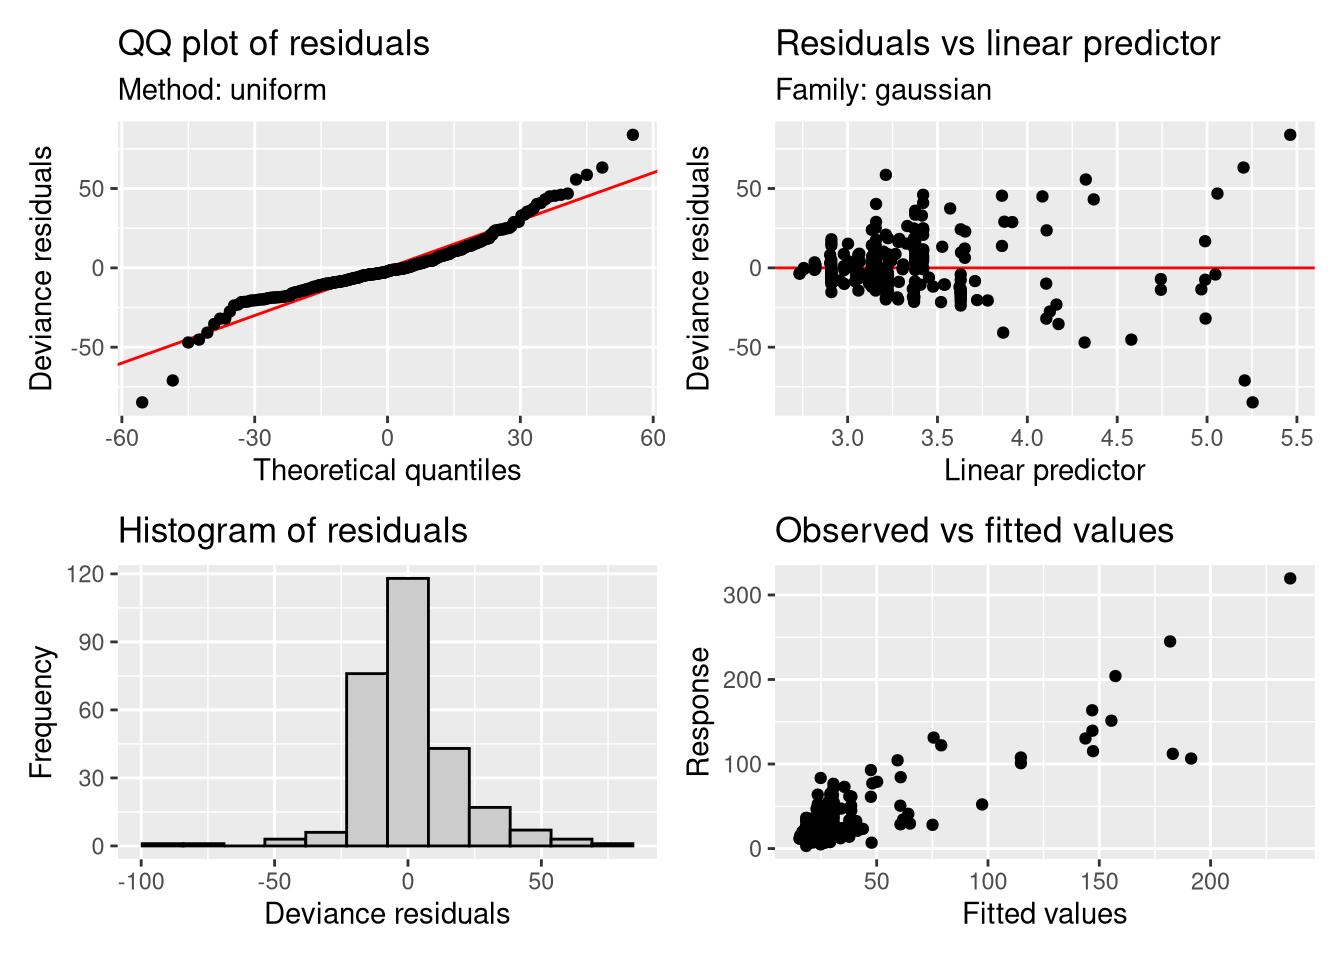 QQ plot of residuals
Method: uniform
Deviance residuals
50
0
-50
-60
-30
0
30
60
Theoretical quantiles
Residuals vs linear predictor
Family: gaussian
Deviance residuals
50
0
-50
3.0
3.5
4.0
4.5
5.0
5.5
Linear predictor
Histogram of residuals
Frequency
120
90
60
30
0
-100
-50
0
50
Deviance residuals
Observed vs fitted values
Response
300
200
100
0
50
100
150
200
Fitted values